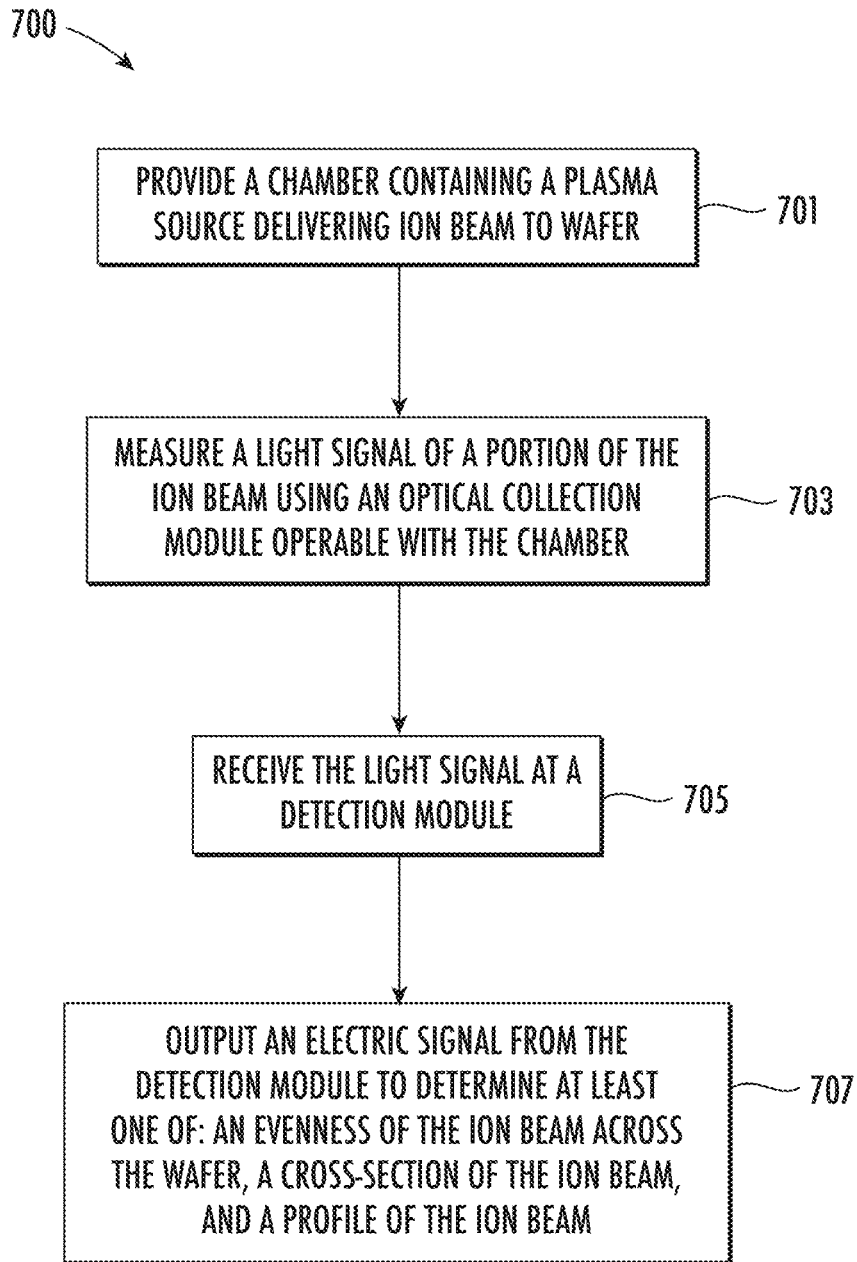 700
PROVIDE A CHAMBER CONTAINING A PLASMA
SOURCE DELIVERING ION BEAM TO WAFER
701
MEASURE A LIGHT SIGNAL OF A PORTION OF THE
ION BEAM USING AN OPTICAL COLLECTION
MODULE OPERABLE WITH THE CHAMBER
703
RECEIVE THE LIGHT SIGNAL AT A
DETECTION MODULE
705
OUTPUT AN ELECTRIC SIGNAL FROM THE
DETECTION MODULE TO DETERMINE AT LEAST
ONE OF: AN EVENNESS OF THE ION BEAM ACROSS
THE WAFER, A CROSS-SECTION OF THE ION BEAM,
AND A PROFILE OF THE ION BEAM
707